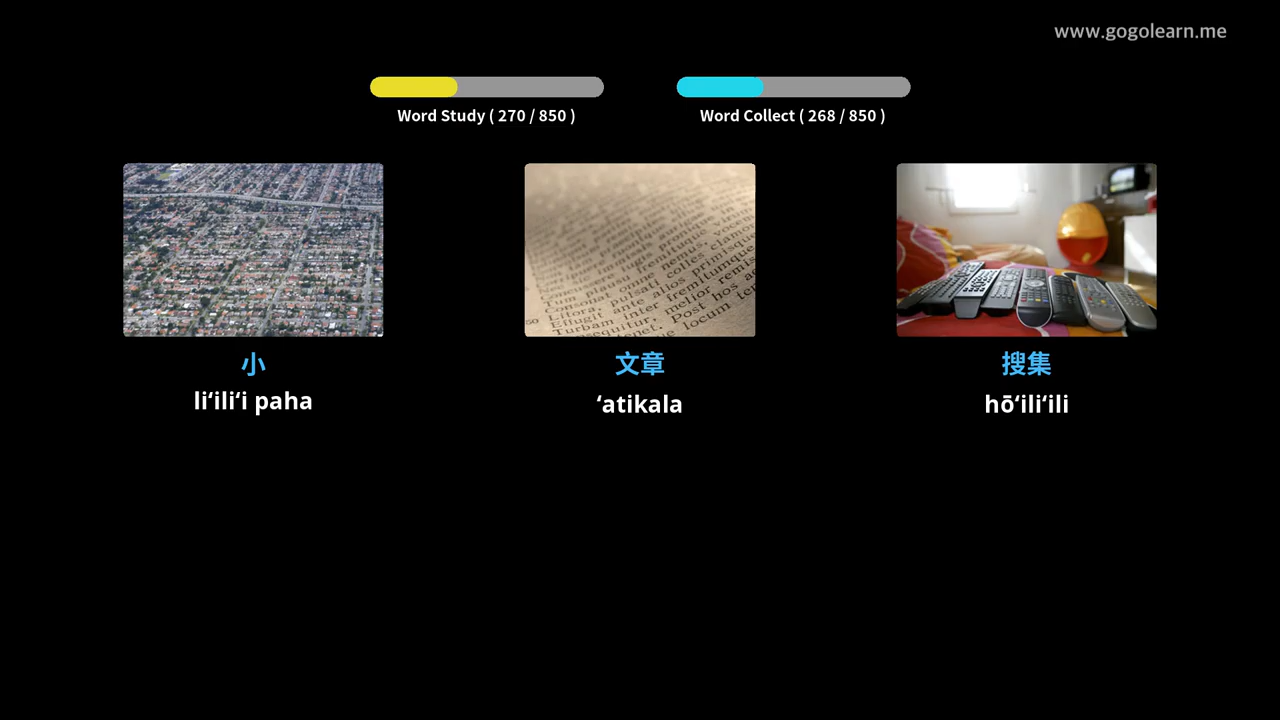 www.gogolearn.me
Word Study ( 270 / 850 )
Word Collect ( 268 / 850 )
小
liʻiliʻi paha
文章
ʻatikala
搜集
hōʻiliʻili